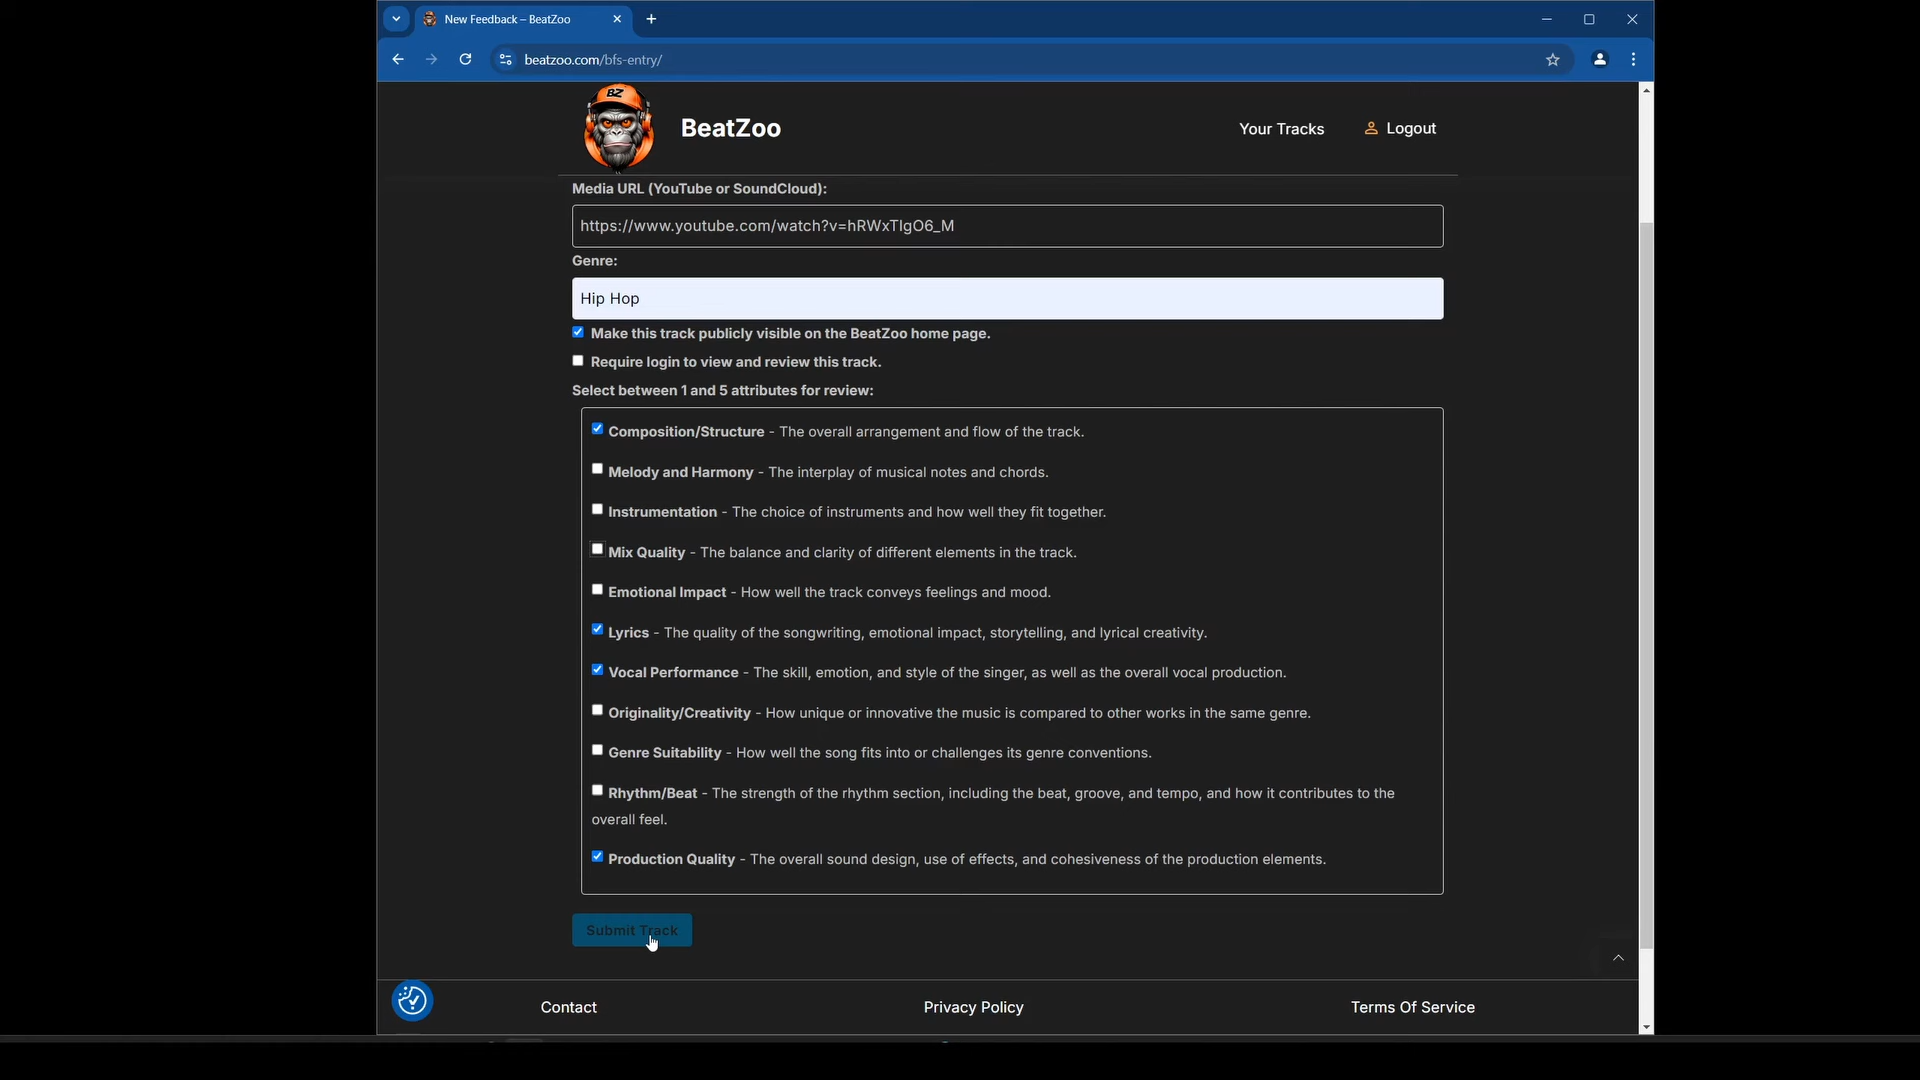 New Feedback – BeatZoo
beatzoo.com/bfs-entry/
BZ
BeatZoo
Your Tracks
Logout
Media URL (YouTube or SoundCloud):
https://www.youtube.com/watch?v=hRWxTIgO6_M
Genre:
Hip Hop
Make this track publicly visible on the BeatZoo home page.
Require login to view and review this track.
Select between 1 and 5 attributes for review:
Composition/Structure - The overall arrangement and flow of the track.
Melody and Harmony - The interplay of musical notes and chords.
Instrumentation - The choice of instruments and how well they fit together.
Mix Quality - The balance and clarity of different elements in the track.
Emotional Impact - How well the track conveys feelings and mood.
Lyrics - The quality of the songwriting, emotional impact, storytelling, and lyrical creativity.
Vocal Performance - The skill, emotion, and style of the singer, as well as the overall vocal production.
Originality/Creativity - How unique or innovative the music is compared to other works in the same genre.
Genre Suitability - How well the song fits into or challenges its genre conventions.
Rhythm/Beat - The strength of the rhythm section, including the beat, groove, and tempo, and how it contributes to the
overall feel.
Production Quality - The overall sound design, use of effects, and cohesiveness of the production elements.
Submit Track
Contact
Privacy Policy
Terms Of Service